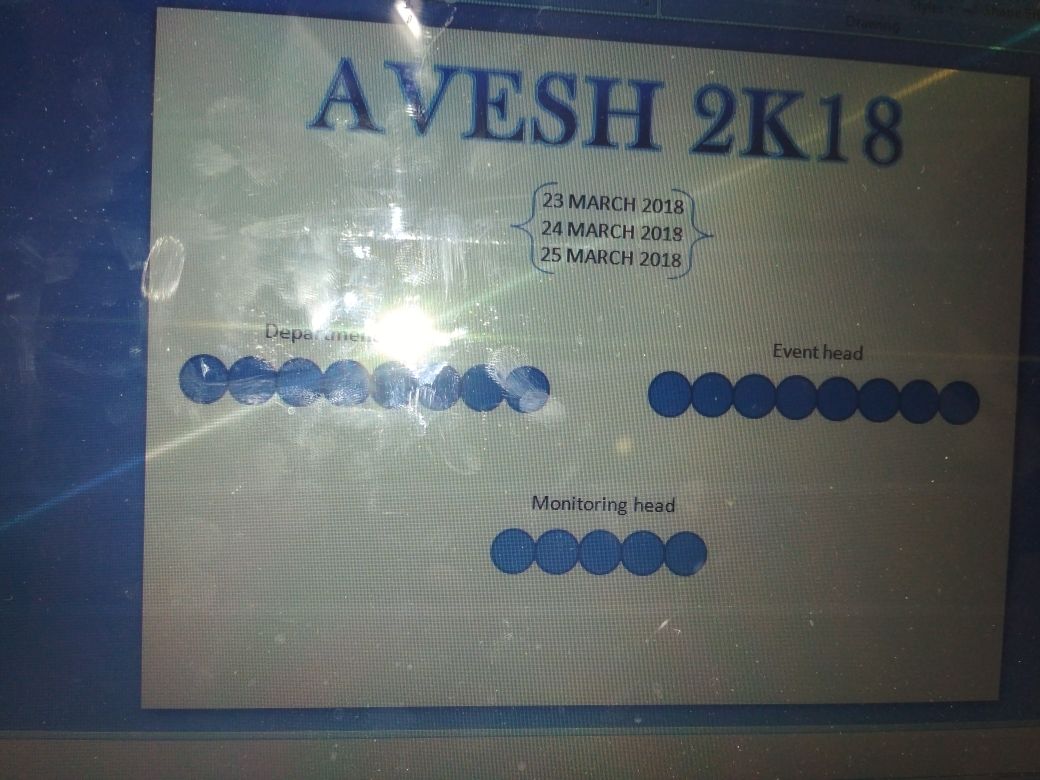 AVESH 2K18
23 MARCH 2018
24 MARCH 2018
25 MARCH 2018
Event head
Monitoring head